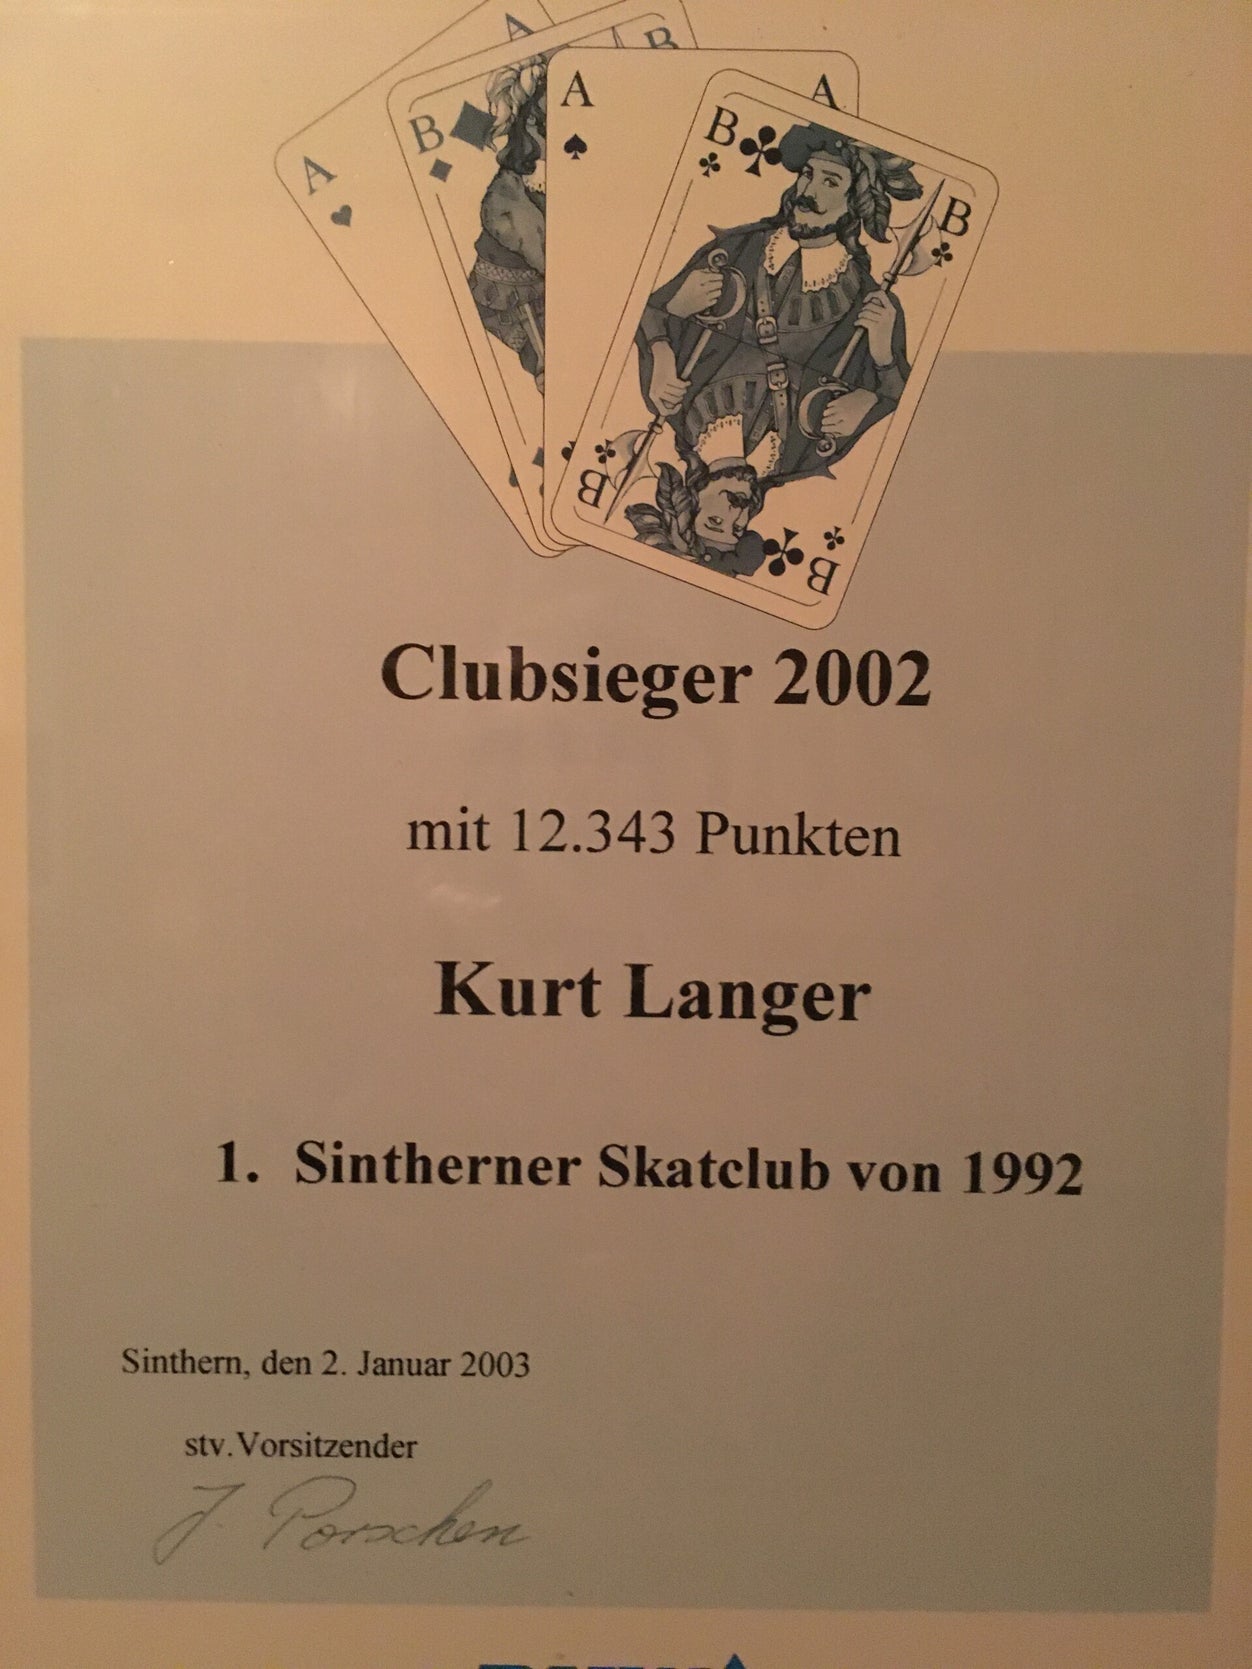 A
A
B
B
A
A
B
B
B
B
Clubsieger 2002
mit 12.343 Punkten
Kurt Langer
1. Sintherner Skatclub von 1992
Sinthern, den 2. Januar 2003
stv.Vorsitzender
J. Porschen